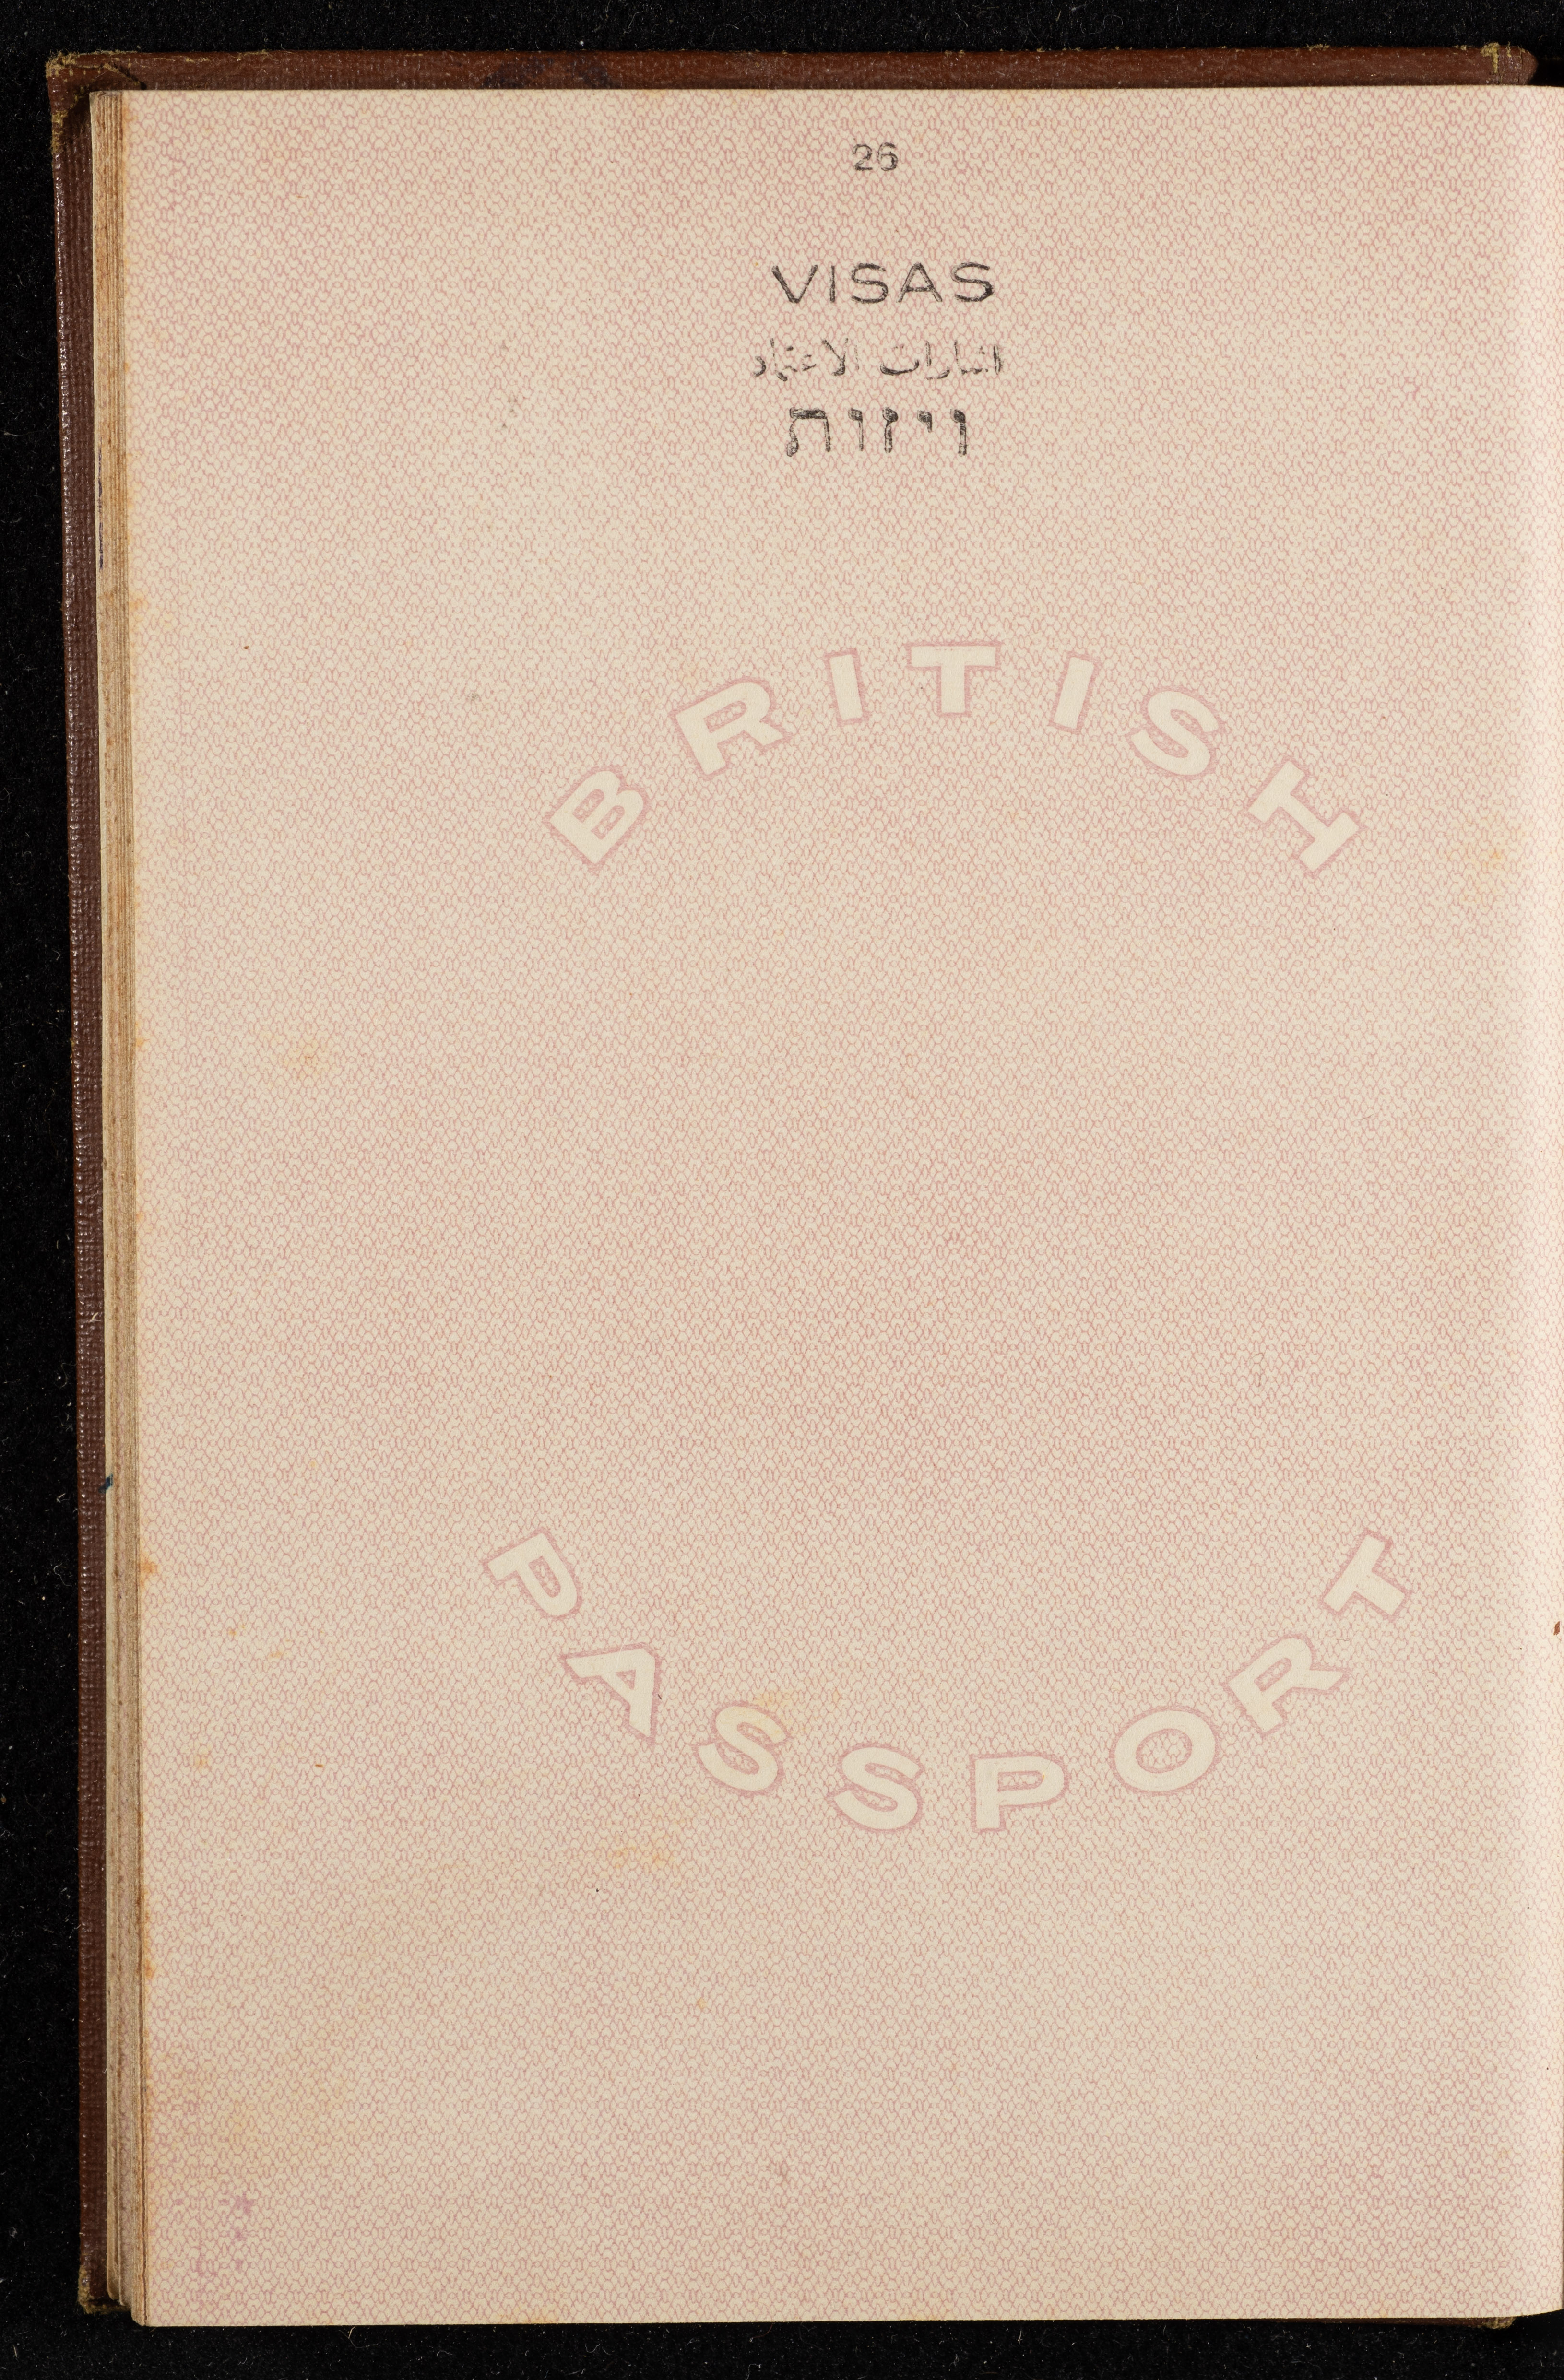 26
VISAS
اشارات الاعتماد
ויזות
BRITISH
PASSPORT